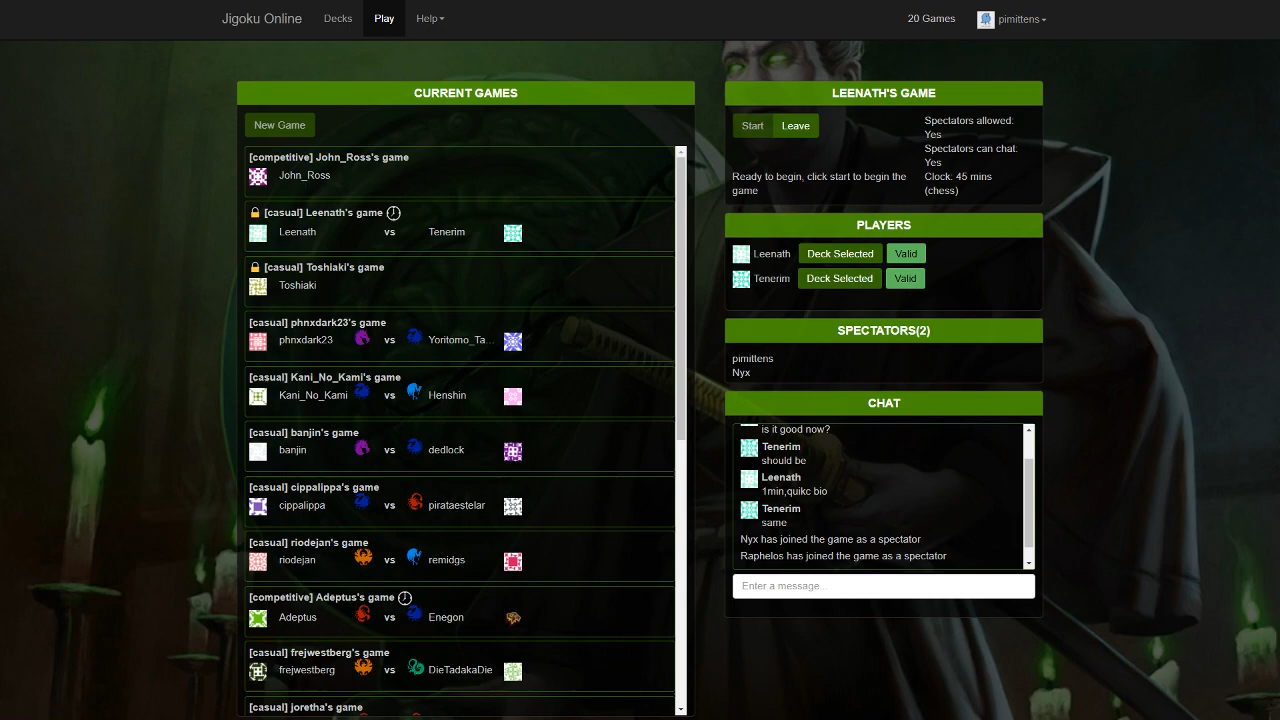 Jigoku Online Decks Play Help 20 Games pimittens
CURRENT GAMES
New Game
[competitive] John_Ross's game
John_Ross
[casual] Leenath's game
Leenath vs Tenerim
[casual] Toshiaki's game
Toshiaki
[casual] phnxdark23's game
phnxdark23 vs Yoritomo_Ta...
[casual] Kani_No_Kami's game
Kani_No_Kami vs Henshin
[casual] banjin's game
banjin vs dedlock
[casual] cippalippa's game
cippalippa vs pirataestelar
[casual] riodejan's game
riodejan vs remidgs
[competitive] Adeptus's game
Adeptus vs Enegon
[casual] frejwestberg's game
frejwestberg vs DieTadakaDie
[casual] joretha's game
LEENATH'S GAME
Start Leave
Ready to begin, click start to begin the
game
Spectators allowed:
Yes
Spectators can chat:
Yes
Clock: 45 mins
(chess)
PLAYERS
Leenath Deck Selected Valid
Tenerim Deck Selected Valid
SPECTATORS(2)
pimittens
Nyx
CHAT
is it good now?
Tenerim
should be
Leenath
1min,quikc bio
Tenerim
same
Nyx has joined the game as a spectator
Raphelos has joined the game as a spectator
Enter a message...